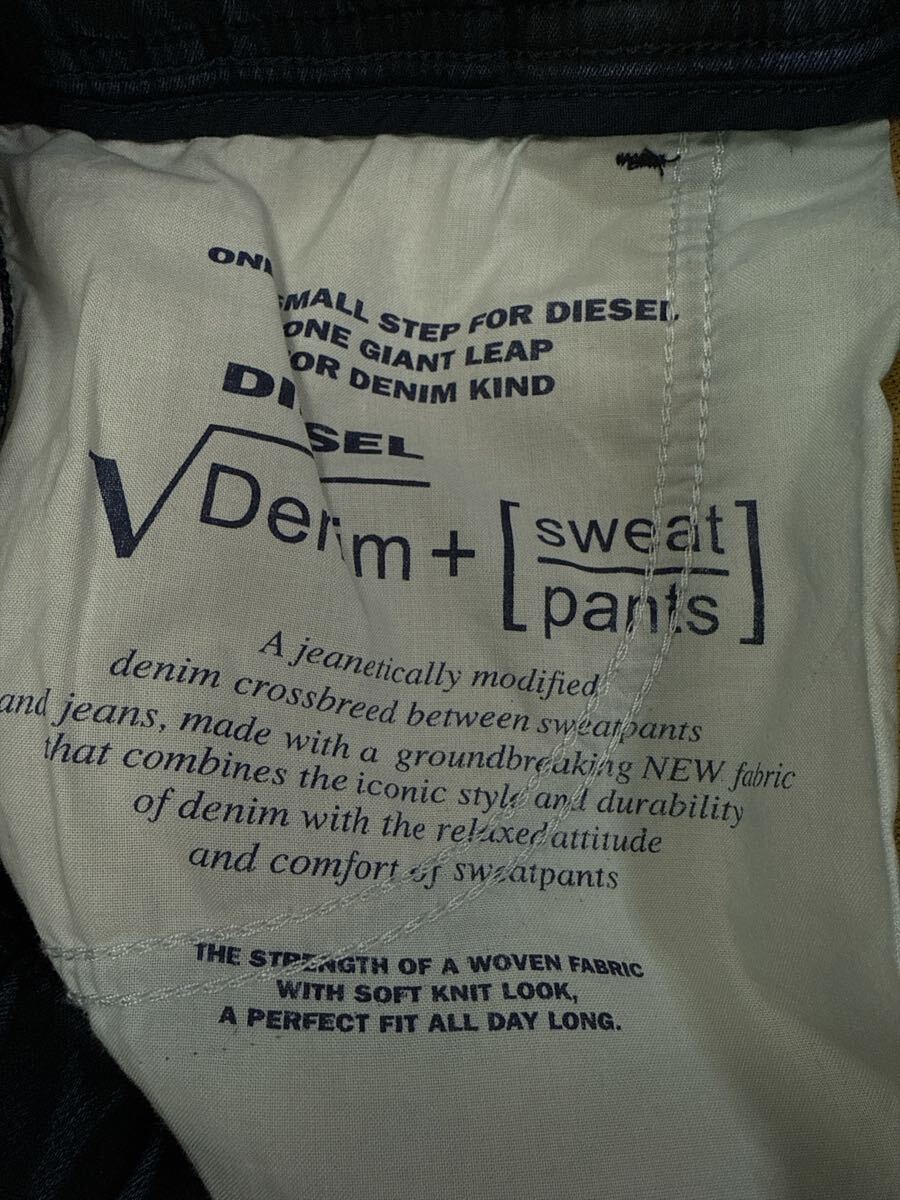 ONE
SMALL STEP FOR DIESEL
ONE GIANT LEAP
FOR DENIM KIND
DIESEL
√Denim + [sweat
pants]
A jeanetically modified
denim crossbreed between sweatpants
and jeans, made with a groundbreaking NEW fabric
that combines the iconic style and durability
of denim with the relaxed attitude
and comfort of sweatpants
THE STRENGTH OF A WOVEN FABRIC
WITH SOFT KNIT LOOK,
A PERFECT FIT ALL DAY LONG.